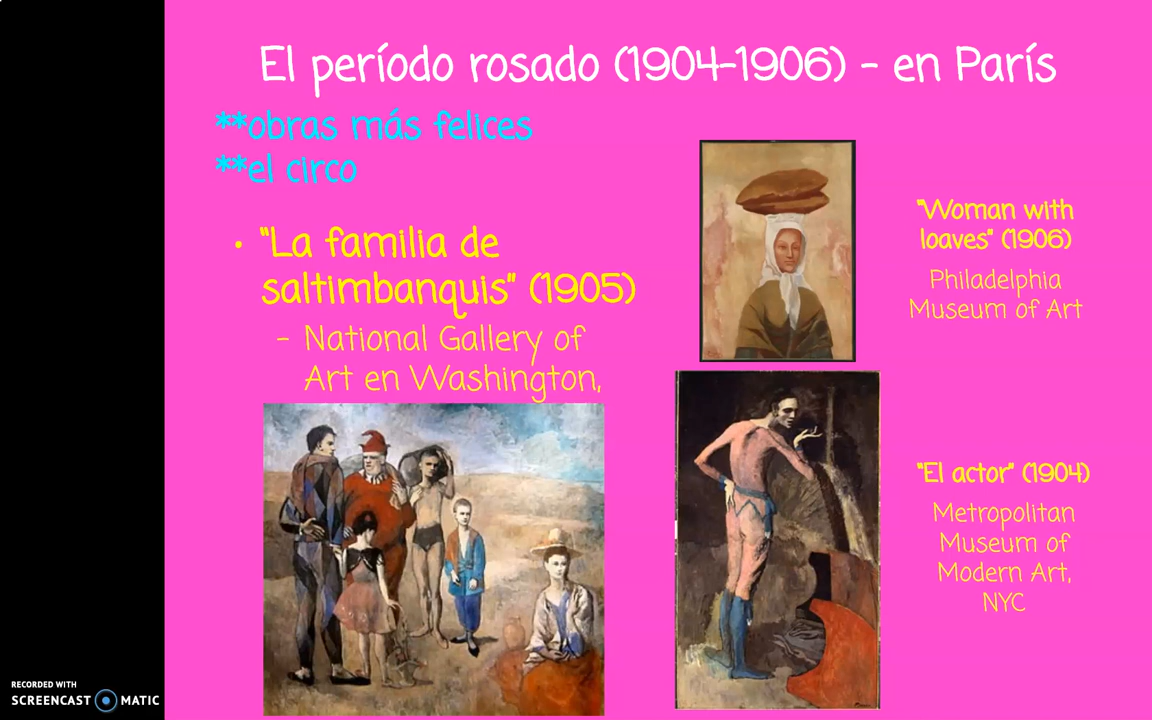 El período rosado (1904-1906) - en París
**obras más felices
**el circo
• "La familia de
saltimbanquis" (1905)
- National Gallery of
Art en Washington,
"Woman with
loaves" (1906)
Philadelphia
Museum of Art
"El actor" (1904)
Metropolitan
Museum of
Modern Art,
NYC
RECORDED WITH
SCREENCAST MATIC